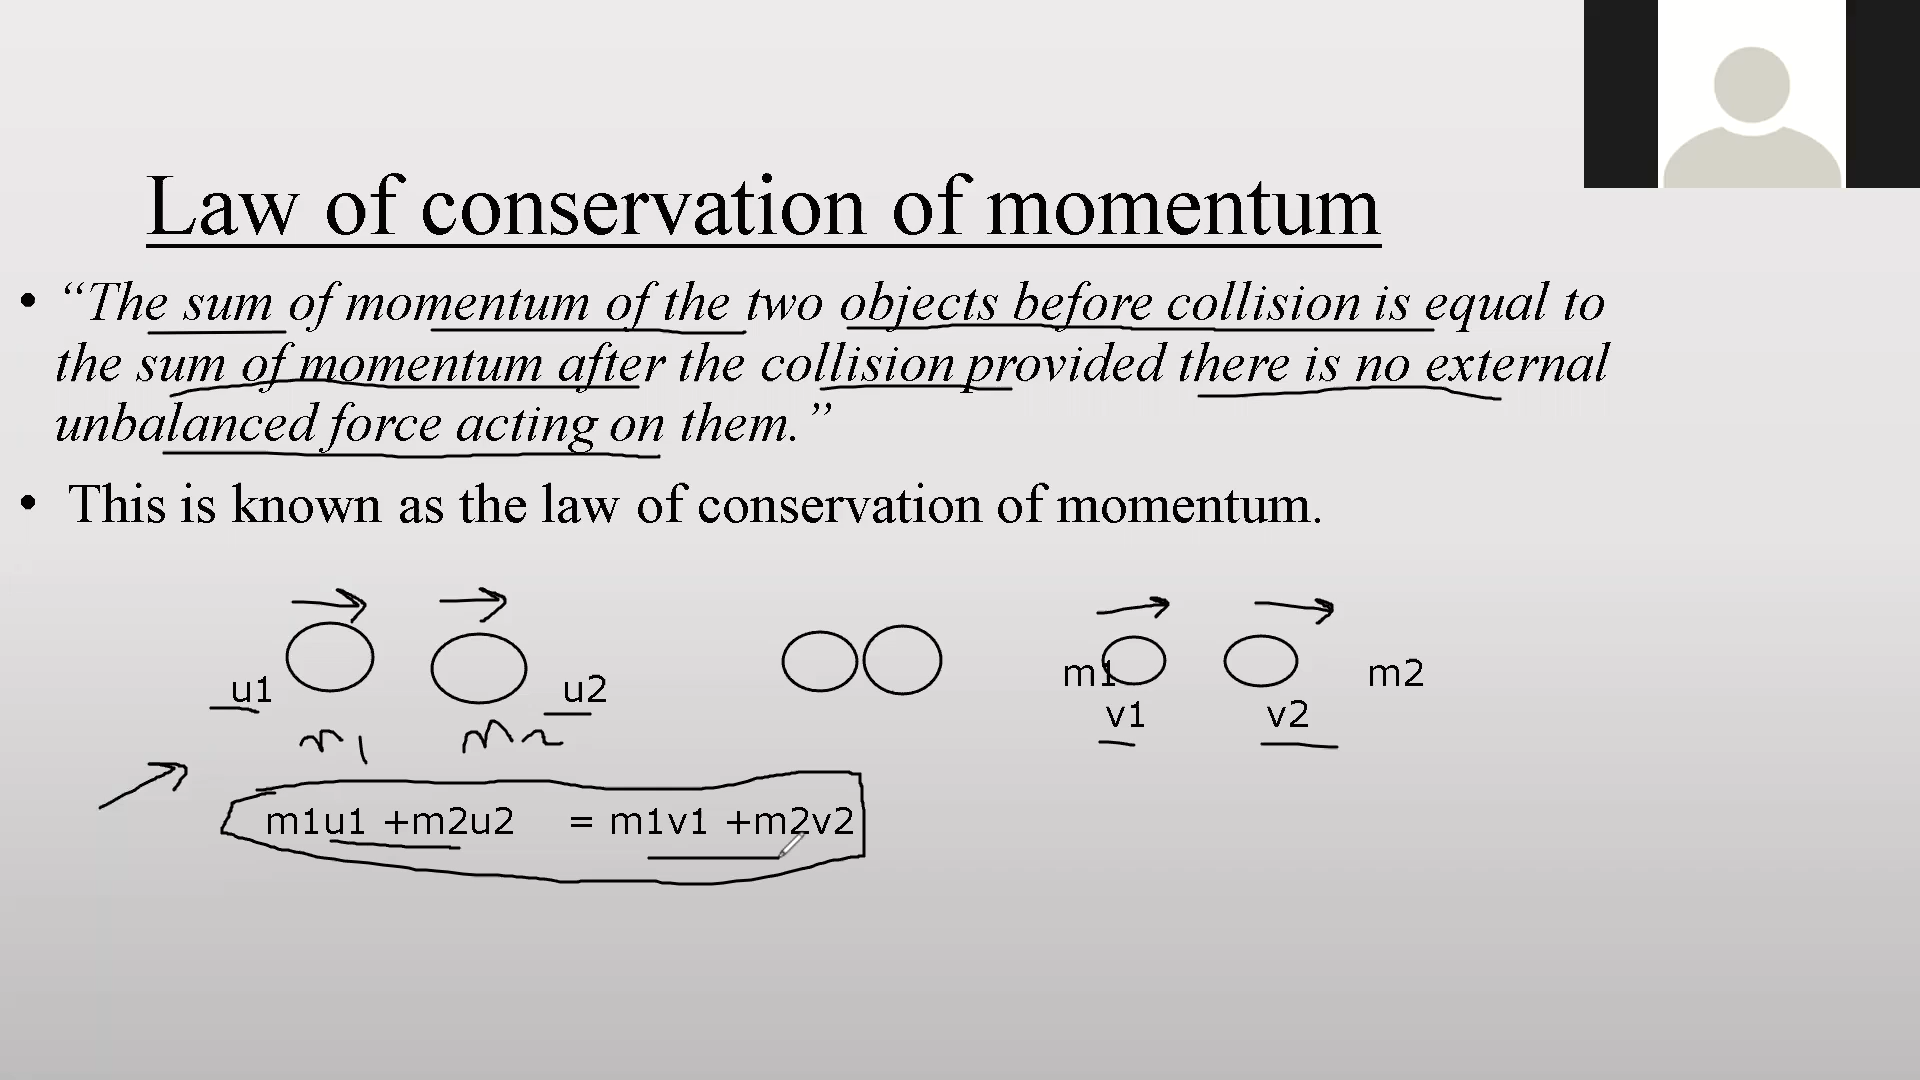 Law of conservation of momentum
• “The sum of momentum of the two objects before collision is equal to
the sum of momentum after the collision provided there is no external
unbalanced force acting on them.”
• This is known as the law of conservation of momentum.
u1 u2 m1 m2
v1 v2
m1 m2
m1u1 +m2u2 = m1v1 +m2v2